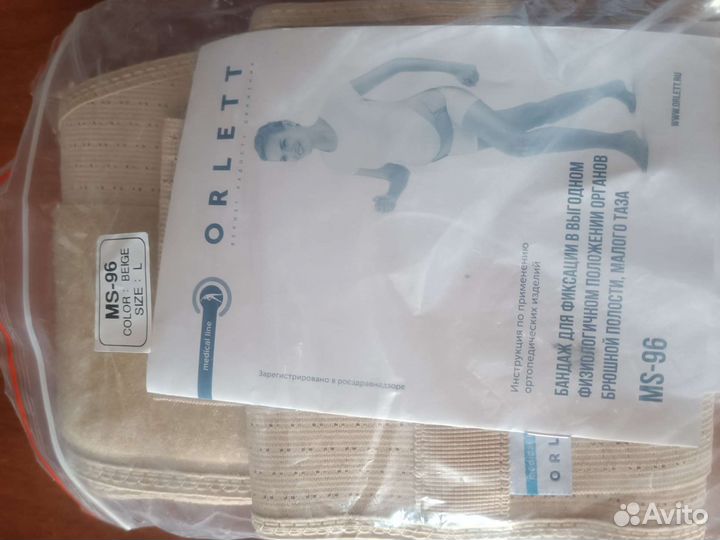 ORLETT
medical line
Зарегистрировано в росздравнадзоре
WWW.ORLETT.RU
Инструкция по применению
ортопедических изделий
БАНДАЖ ДЛЯ ФИКСАЦИИ В ВЫГОДНОМ
ФИЗИОЛОГИЧНОМ ПОЛОЖЕНИИ ОРГАНОВ
БРЮШНОЙ ПОЛОСТИ, МАЛОГО ТАЗА
MS-96
MS-96
COLOR : BEIGE
SIZE : L
Avito